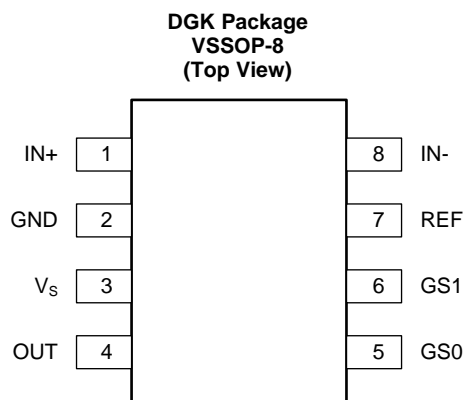 DGK Package
VSSOP-8
(Top View)
IN+ 1 8 IN-
GND 2 7 REF
VS 3 6 GS1
OUT 4 5 GS0